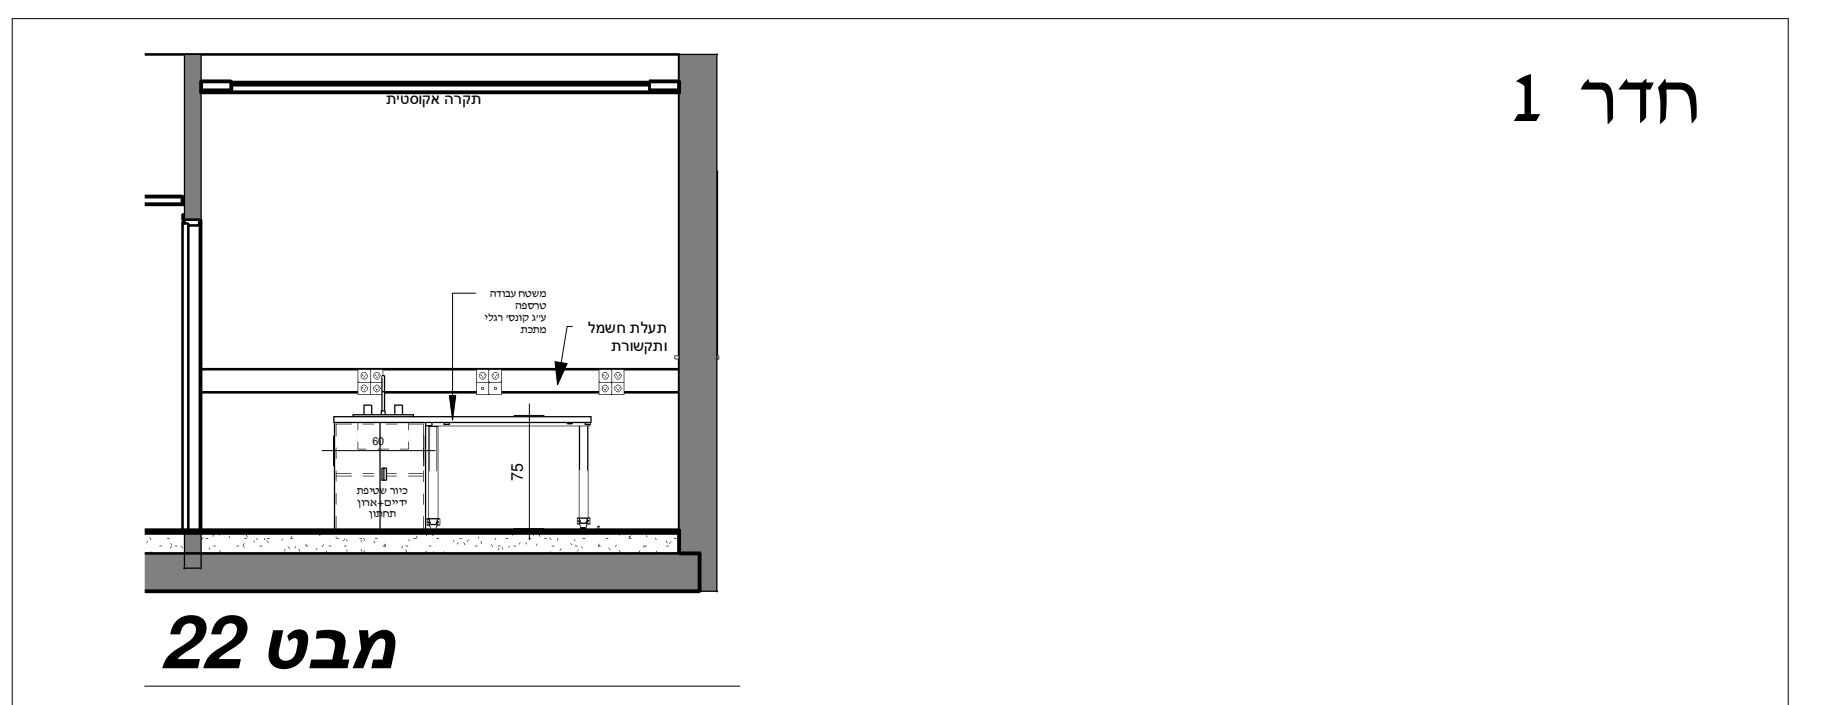 חדר 1
תקרה אקוסטית
משטח עבודה
טרספה
ע״ג קונס׳ רגלי
מתכת
תעלת חשמל
ותקשורת
60
75
כיור שטיפת
ידיים+ארון
תחתון
מבט 22